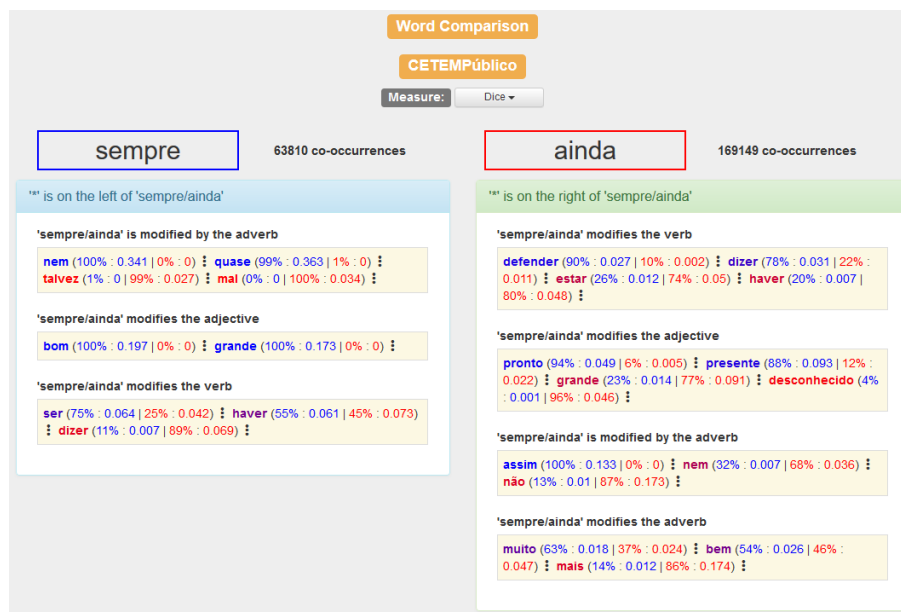 Word Comparison
CETEMPúblico
Measure: Dice
sempre 63810 co-occurrences
ainda 169149 co-occurrences
'*' is on the left of 'sempre/ainda'
'sempre/ainda' is modified by the adverb
nem (100% : 0.341 | 0% : 0) ⋮ quase (99% : 0.363 | 1% : 0) ⋮
talvez (1% : 0 | 99% : 0.027) ⋮ mal (0% : 0 | 100% : 0.034) ⋮
'sempre/ainda' modifies the adjective
bom (100% : 0.197 | 0% : 0) ⋮ grande (100% : 0.173 | 0% : 0) ⋮
'sempre/ainda' modifies the verb
ser (75% : 0.064 | 25% : 0.042) ⋮ haver (55% : 0.061 | 45% : 0.073)
⋮ dizer (11% : 0.007 | 89% : 0.069) ⋮
'*' is on the right of 'sempre/ainda'
'sempre/ainda' modifies the verb
defender (90% : 0.027 | 10% : 0.002) ⋮ dizer (78% : 0.031 | 22% :
0.011) ⋮ estar (26% : 0.012 | 74% : 0.05) ⋮ haver (20% : 0.007 |
80% : 0.048) ⋮
'sempre/ainda' modifies the adjective
pronto (94% : 0.049 | 6% : 0.005) ⋮ presente (88% : 0.093 | 12% :
0.022) ⋮ grande (23% : 0.014 | 77% : 0.091) ⋮ desconhecido (4%
: 0.001 | 96% : 0.046) ⋮
'sempre/ainda' is modified by the adverb
assim (100% : 0.133 | 0% : 0) ⋮ nem (32% : 0.007 | 68% : 0.036) ⋮
não (13% : 0.01 | 87% : 0.173) ⋮
'sempre/ainda' modifies the adverb
muito (63% : 0.018 | 37% : 0.024) ⋮ bem (54% : 0.026 | 46% :
0.047) ⋮ mais (14% : 0.012 | 86% : 0.174) ⋮